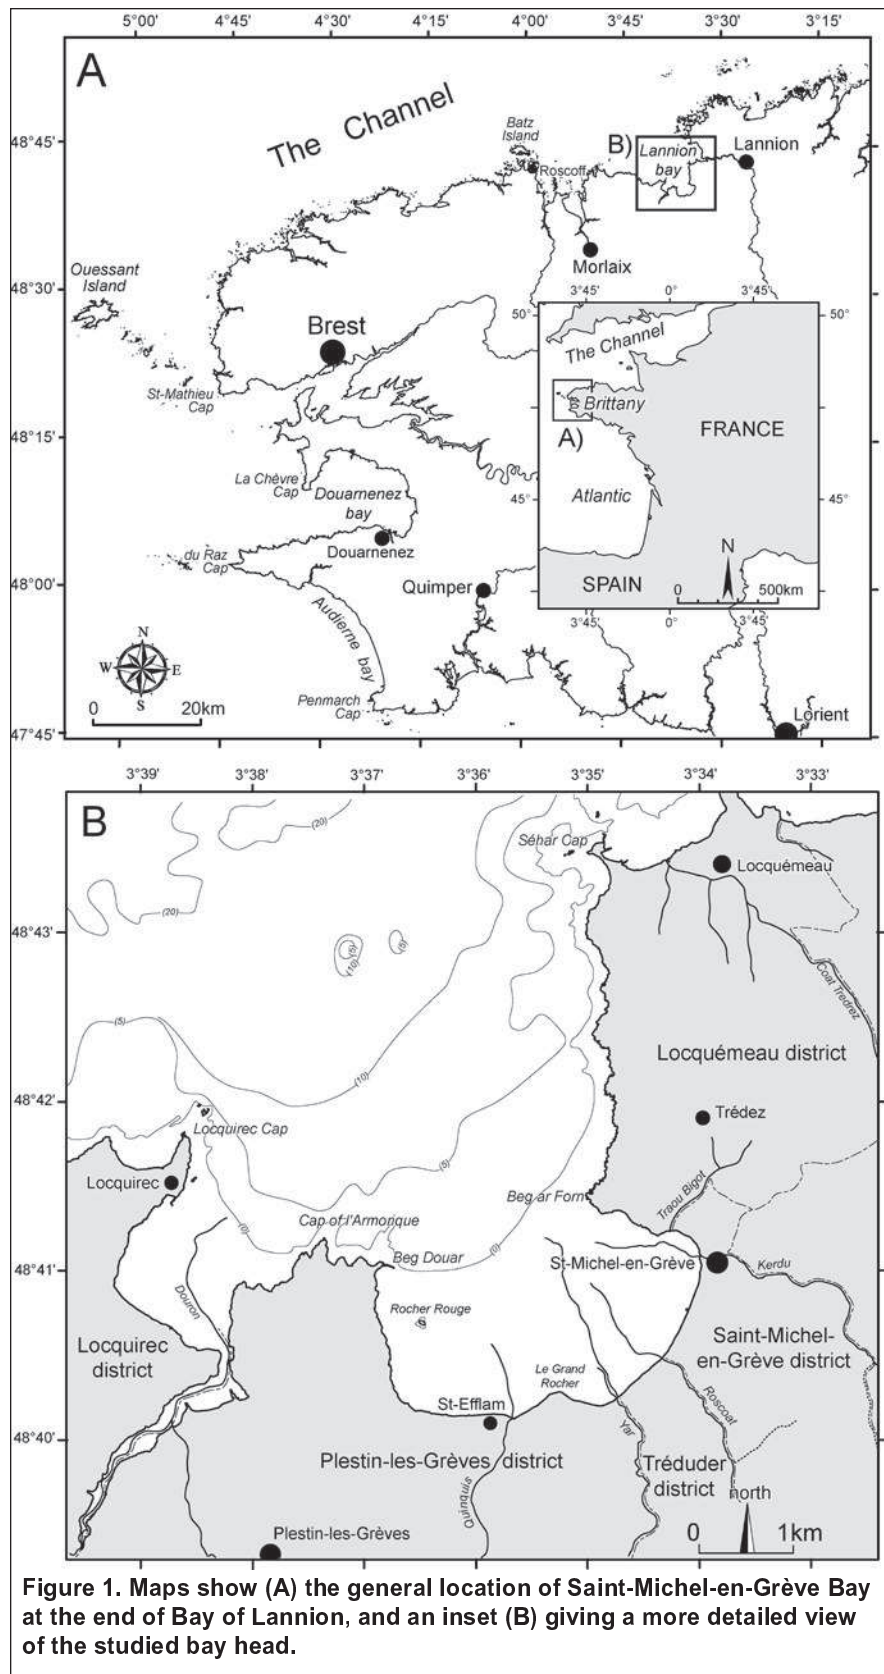 5°00' 4°45' 4°30' 4°15' 4°00' 3°45' 3°30' 3°15'
A
The Channel
Batz
Island
B)
Lannion
bay
Lannion
48°45'
Roscoff
Morlaix
Ouessant
Island
48°30'
3°45' 0° 3°45'
50° 50°
The Channel
Brest
St-Mathieu
Cap
Brittany
A)
FRANCE
48°15'
La Chèvre
Cap
Douarnenez
bay
Atlantic
45° 45°
du Raz
Cap
Douarnenez
N
48°00'
Quimper
SPAIN
0 500km
3°45' 0° 3°45'
Audierne bay
N
W E
S
Penmarch
Cap
0 20km
Lorient
47°45'
3°39' 3°38' 3°37' 3°36' 3°35' 3°34' 3°33'
B
(20)
Séhar Cap
Locquémeau
(20)
48°43'
(5) (5)
(10)
Coat Tredrez
(5)
Locquémeau district
(10)
48°42'
Trédez
Locquirec Cap
(5)
Locquirec
Traou Bigot
Beg ar Forn
(0)
Cap of l'Armorique
(0)
Beg Douar
St-Michel-en-Grève
Kerdu
48°41'
Douron
Rocher Rouge
Saint-Michel-
en-Grève district
Locquirec
district
Le Grand
Rocher
St-Efflam
Roscoat
Yar
48°40'
Plestin-les-Grèves district
Tréduder
district
Quinquis
north
Plestin-les-Grèves
0 1km
Figure 1. Maps show (A) the general location of Saint-Michel-en-Grève Bay
at the end of Bay of Lannion, and an inset (B) giving a more detailed view
of the studied bay head.